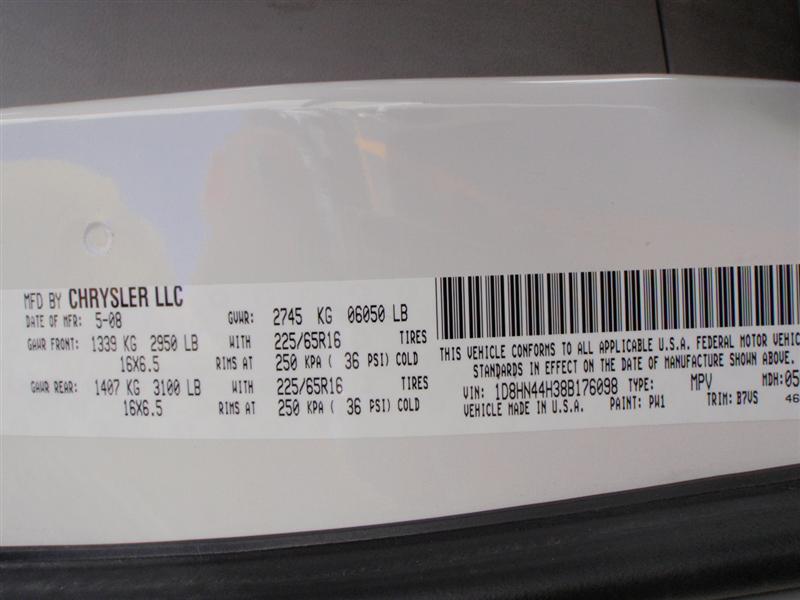 MFD BY CHRYSLER LLC
DATE OF MFR: 5-08 GVWR: 2745 KG 06050 LB
GAWR FRONT: 1339 KG 2950 LB WITH 225/65R16 TIRES
16X6.5 RIMS AT 250 KPA ( 36 PSI) COLD
GAWR REAR: 1407 KG 3100 LB WITH 225/65R16 TIRES
16X6.5 RIMS AT 250 KPA ( 36 PSI) COLD
THIS VEHICLE CONFORMS TO ALL APPLICABLE U.S.A. FEDERAL MOTOR VEHIC
STANDARDS IN EFFECT ON THE DATE OF MANUFACTURE SHOWN ABOVE.
VIN: 1D8HN44H38B176098 TYPE: MPV MDH: 05
VEHICLE MADE IN U.S.A. PAINT: PW1 TRIM: B7VS 46